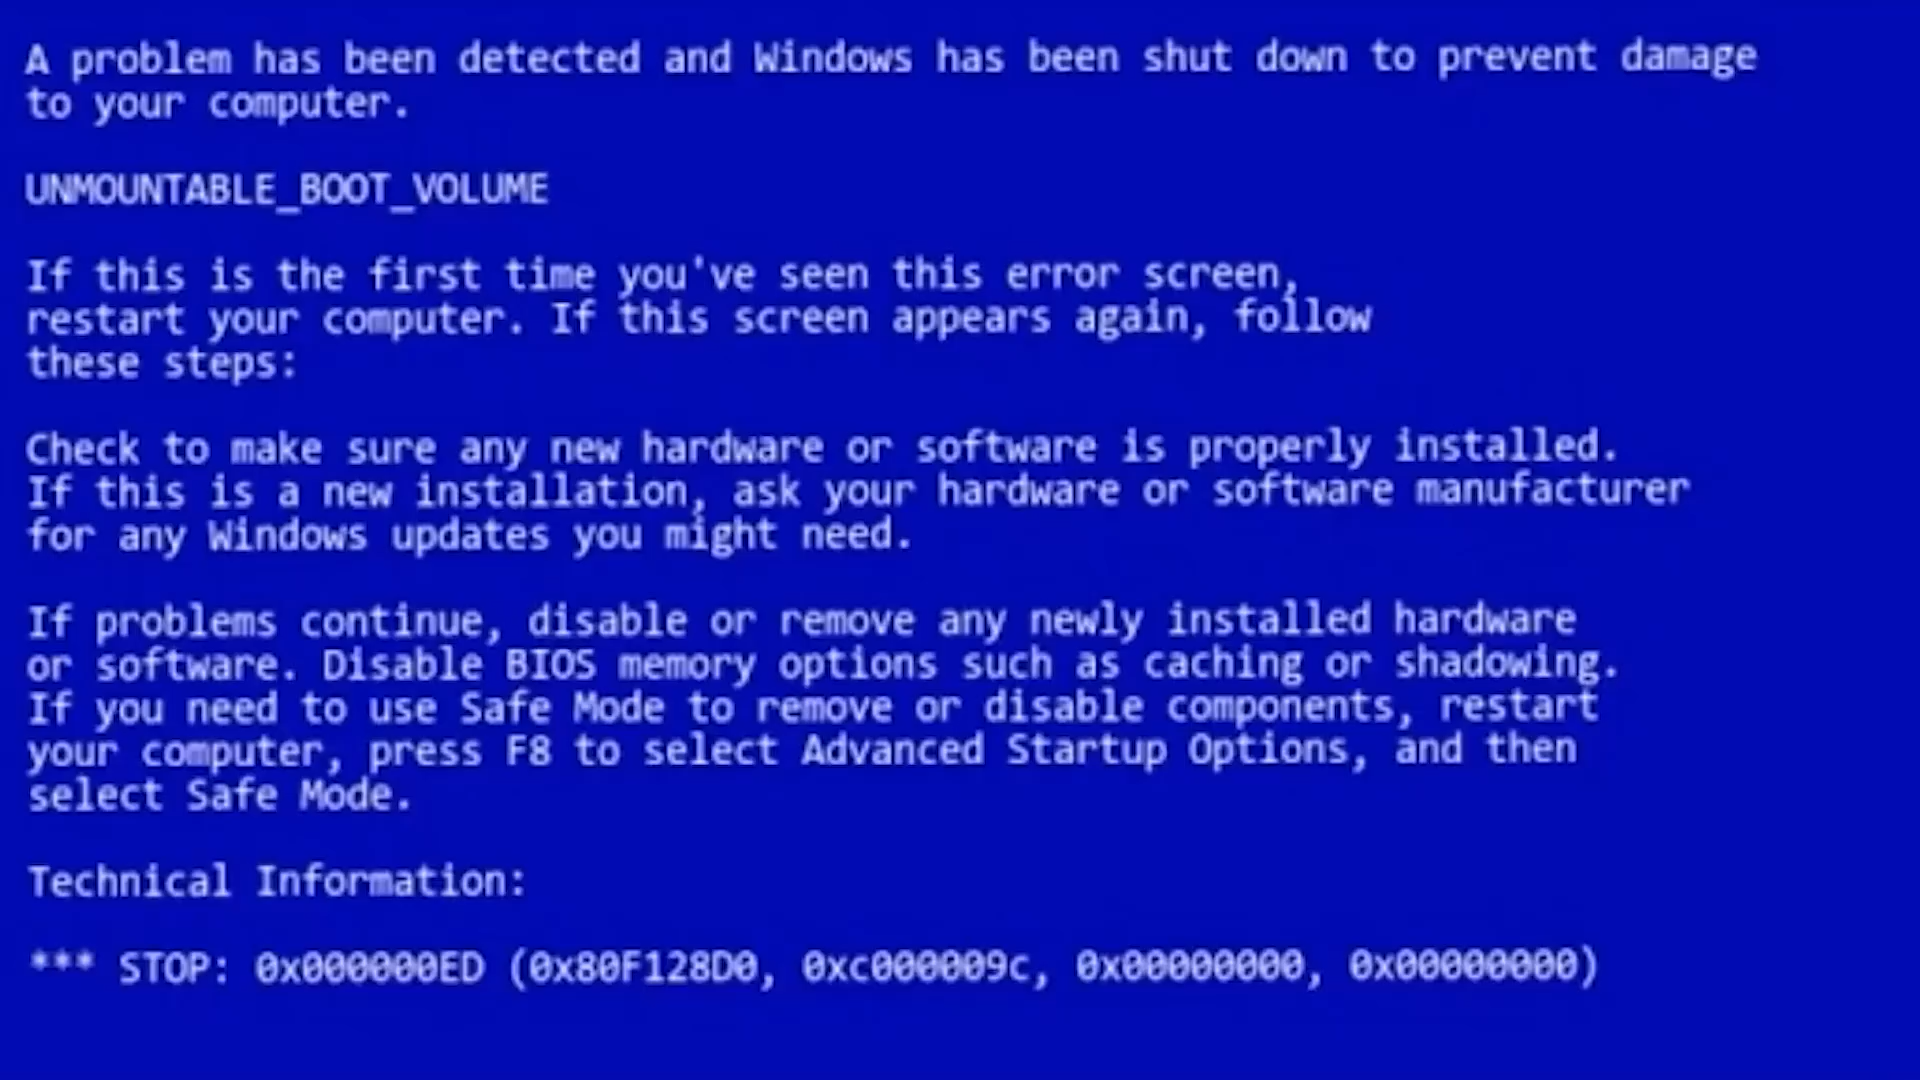 A problem has been detected and Windows has been shut down to prevent damage
to your computer.
UNMOUNTABLE_BOOT_VOLUME
If this is the first time you've seen this error screen,
restart your computer. If this screen appears again, follow
these steps:
Check to make sure any new hardware or software is properly installed.
If this is a new installation, ask your hardware or software manufacturer
for any Windows updates you might need.
If problems continue, disable or remove any newly installed hardware
or software. Disable BIOS memory options such as caching or shadowing.
If you need to use Safe Mode to remove or disable components, restart
your computer, press F8 to select Advanced Startup Options, and then
select Safe Mode.
Technical Information:
*** STOP: 0x000000ED (0x80F128D0, 0xc000009c, 0x00000000, 0x00000000)